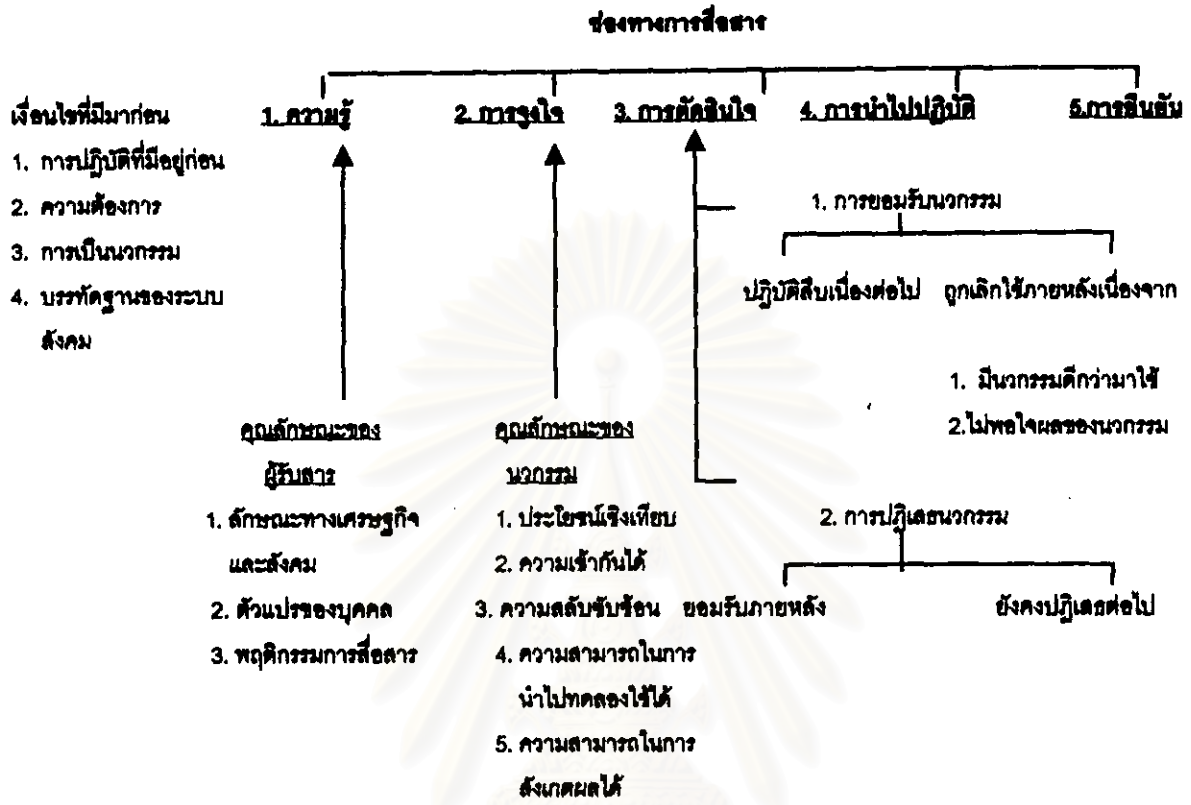 ช่องทางการสื่อสาร
เงื่อนไขที่มีมาก่อน
1. การปฏิบัติที่มีอยู่ก่อน
2. ความต้องการ
3. การเป็นนวกรรม
4. บรรทัดฐานของระบบ
สังคม
1. ความรู้
2. การจูงใจ
3. การตัดสินใจ
4. การนำไปปฏิบัติ
5.การยืนยัน
คุณลักษณะของ
ผู้รับสาร
1. ลักษณะทางเศรษฐกิจ
และสังคม
2. ตัวแปรของบุคคล
3. พฤติกรรมการสื่อสาร
คุณลักษณะของ
นวกรรม
1. ประโยชน์เชิงเทียบ
2. ความเข้ากันได้
3. ความสลับซับซ้อน
4. ความสามารถในการ
นำไปทดลองใช้ได้
5. ความสามารถในการ
สังเกตผลได้
1. การยอมรับนวกรรม
ปฏิบัติสืบเนื่องต่อไป
ถูกเลิกใช้ภายหลังเนื่องจาก
1. มีนวกรรมดีกว่ามาใช้
2.ไม่พอใจผลของนวกรรม
2. การปฏิเสธนวกรรม
ยอมรับภายหลัง
ยังคงปฏิเสธต่อไป